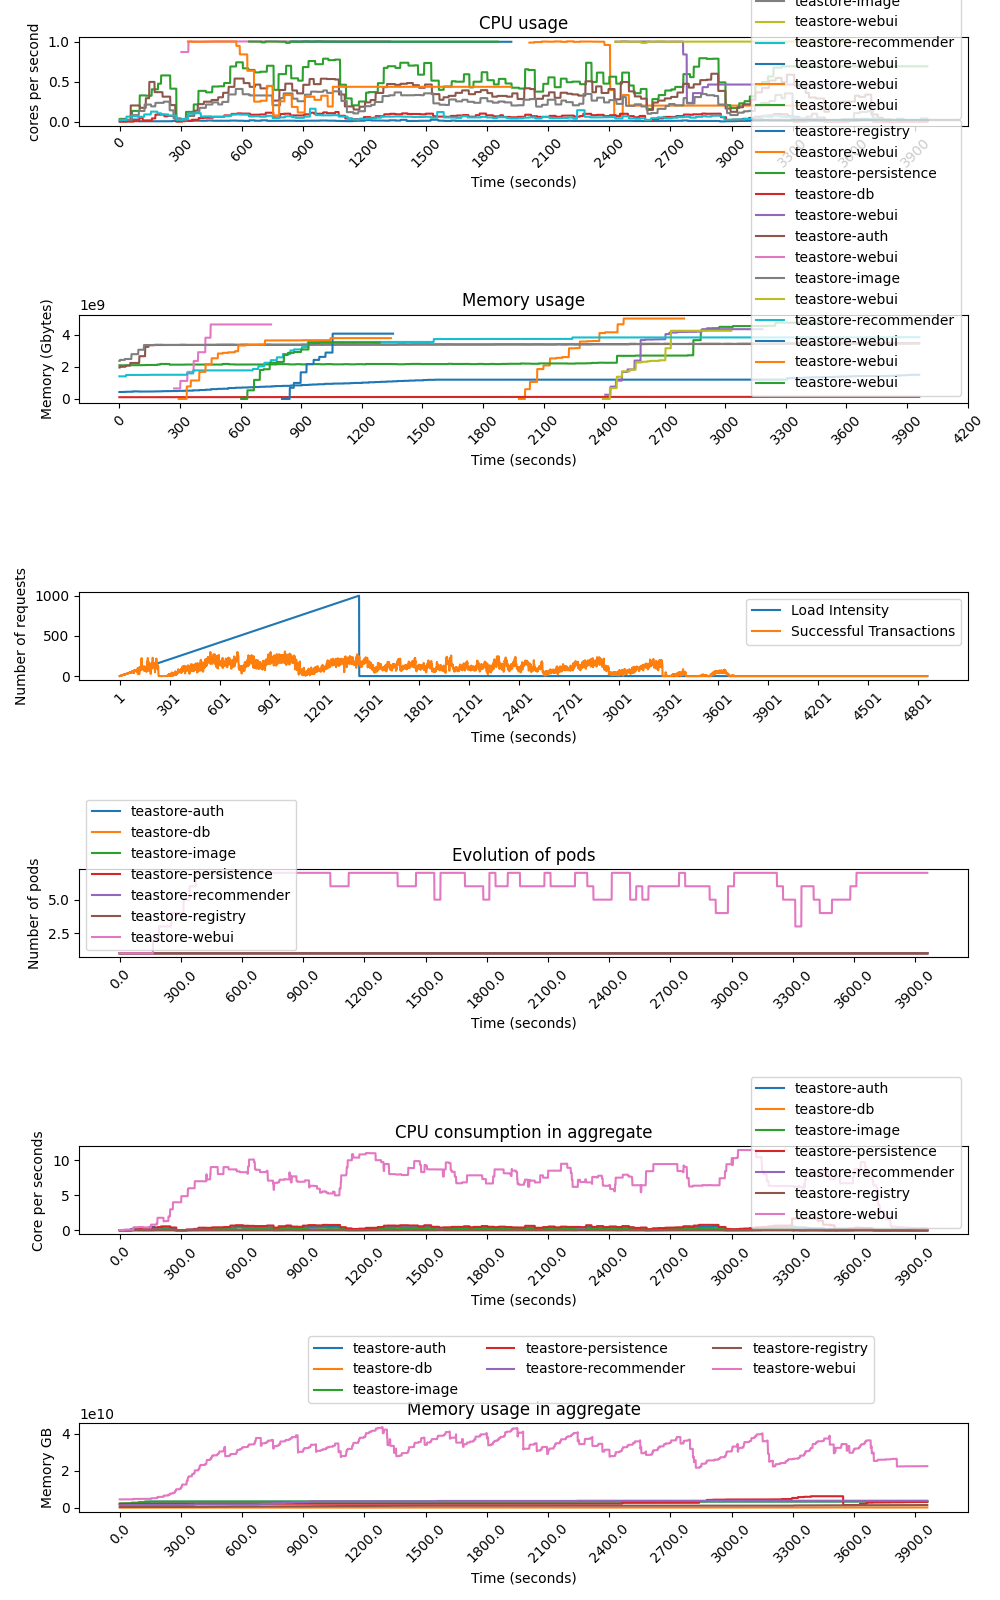 teastore-image
CPU usage
teastore-webui
teastore-recommender
teastore-webui
teastore-webui
teastore-webui
cores per second
1.0
0.5
0.0
0 300 600 900 1200 1500 1800 2100 2400 2700 3000 3300 3600 3900
Time (seconds)
teastore-registry
teastore-webui
teastore-persistence
teastore-db
teastore-webui
teastore-auth
teastore-webui
teastore-image
teastore-webui
teastore-recommender
teastore-webui
teastore-webui
teastore-webui
Memory usage
1e9
Memory (Gbytes)
4
2
0
0 300 600 900 1200 1500 1800 2100 2400 2700 3000 3300 3600 3900 4200
Time (seconds)
Number of requests
1000
500
0
Load Intensity
Successful Transactions
1 301 601 901 1201 1501 1801 2101 2401 2701 3001 3301 3601 3901 4201 4501 4801
Time (seconds)
teastore-auth
teastore-db
teastore-image
teastore-persistence
teastore-recommender
teastore-registry
teastore-webui
Evolution of pods
Number of pods
5.0
2.5
0.0 300.0 600.0 900.0 1200.0 1500.0 1800.0 2100.0 2400.0 2700.0 3000.0 3300.0 3600.0 3900.0
Time (seconds)
teastore-auth
teastore-db
teastore-image
teastore-persistence
teastore-recommender
teastore-registry
teastore-webui
CPU consumption in aggregate
Core per seconds
10
5
0
0.0 300.0 600.0 900.0 1200.0 1500.0 1800.0 2100.0 2400.0 2700.0 3000.0 3300.0 3600.0 3900.0
Time (seconds)
teastore-auth teastore-persistence teastore-registry
teastore-db teastore-recommender teastore-webui
teastore-image
Memory usage in aggregate
1e10
Memory GB
4
2
0
0.0 300.0 600.0 900.0 1200.0 1500.0 1800.0 2100.0 2400.0 2700.0 3000.0 3300.0 3600.0 3900.0
Time (seconds)